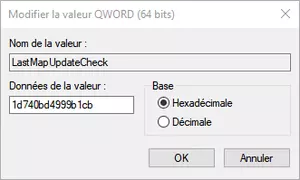 Modifier la valeur QWORD (64 bits)
Nom de la valeur :
LastMapUpdateCheck
Données de la valeur :
1d740bd4999b1cb
Base
Hexadécimale
Décimale
OK
Annuler